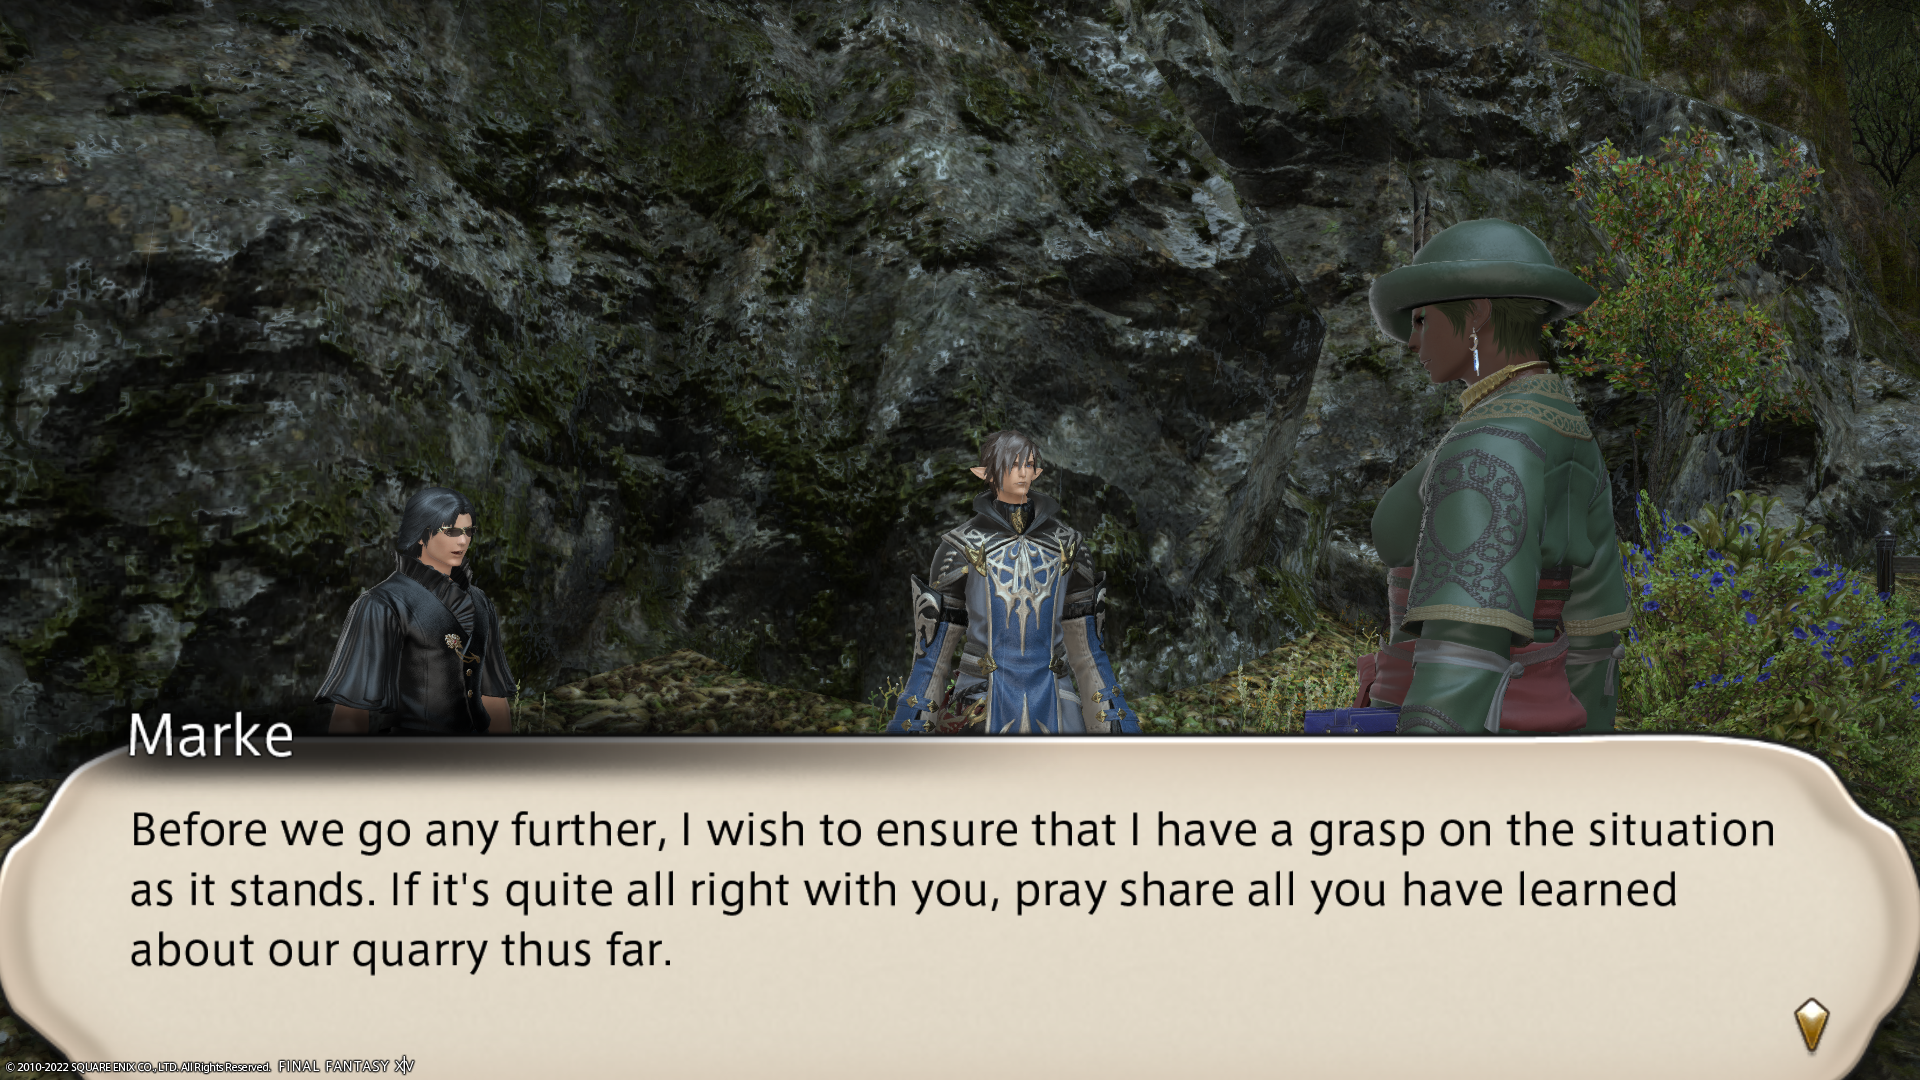 Marke
Before we go any further, I wish to ensure that I have a grasp on the situation
as it stands. If it's quite all right with you, pray share all you have learned
about our quarry thus far.
© 2010-2022 SQUARE ENIX CO., LTD. All Rights Reserved. FINAL FANTASY XIV